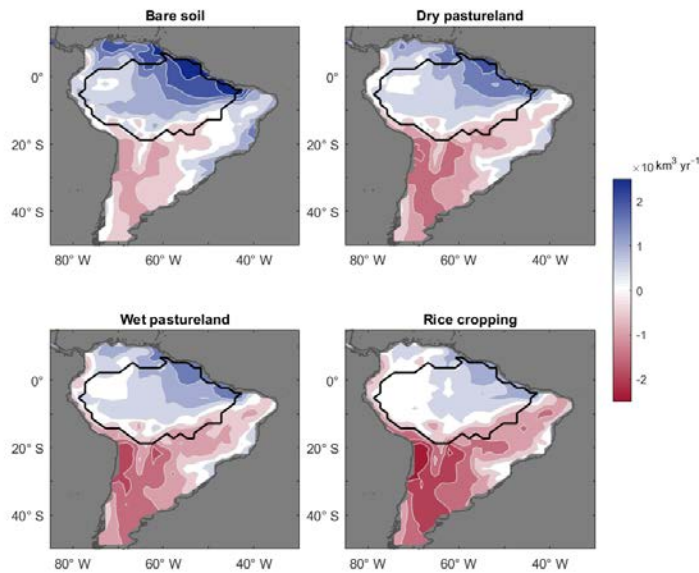 Bare soil
Dry pastureland
0°
20° S
40° S
80° W
60° W
40° W
0°
20° S
40° S
80° W
60° W
40° W
×10 km³ yr⁻¹
2
1
0
-1
-2
Wet pastureland
Rice cropping
0°
20° S
40° S
80° W
60° W
40° W
0°
20° S
40° S
80° W
60° W
40° W